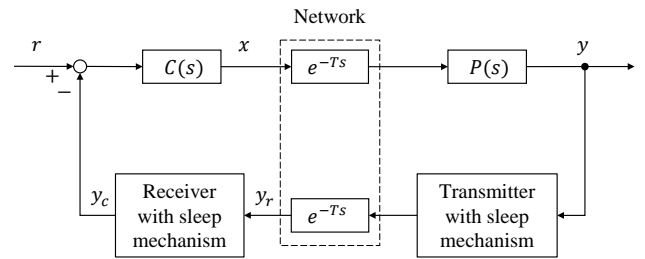 Network
r
+
−
C(s)
x
e^{-Ts}
P(s)
y
y_c
Receiver
with sleep
mechanism
y_r
e^{-Ts}
Transmitter
with sleep
mechanism